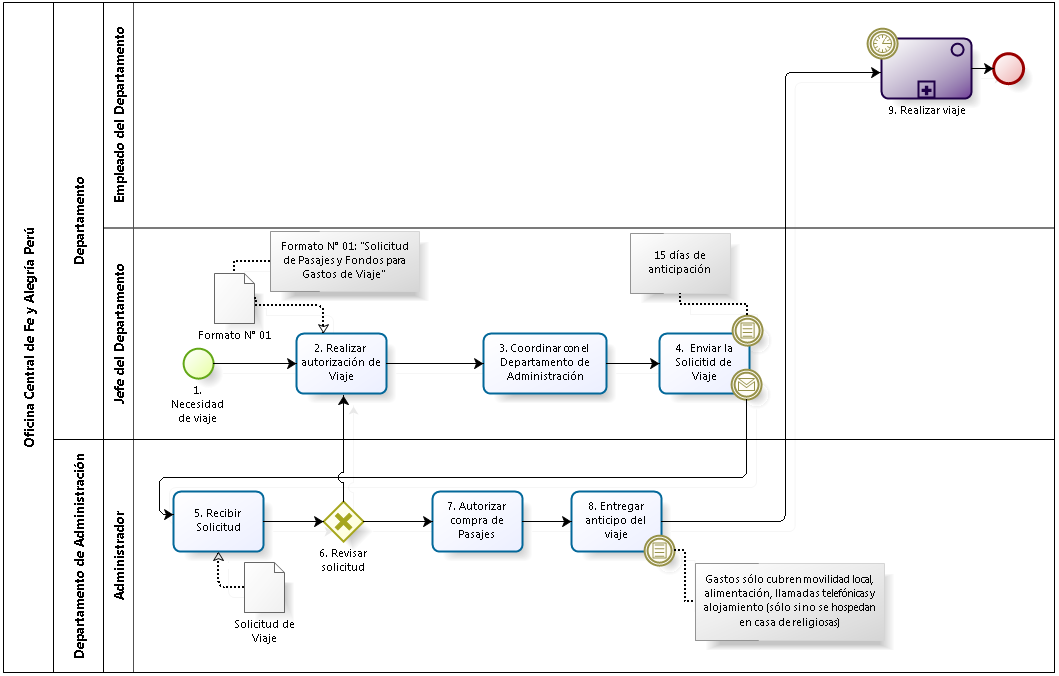 Oficina Central de Fe y Alegría Perú
Departamento
Empleado del Departamento
9. Realizar viaje
Jefe del Departamento
Formato N° 01: "Solicitud
de Pasajes y Fondos para
Gastos de Viaje"
Formato N° 01
1.
Necesidad
de viaje
2. Realizar
autorización de
Viaje
3. Coordinar con el
Departamento de
Administración
15 días de
anticipación
4. Enviar la
Solicitid de
Viaje
Departamento de Administración
Administrador
5. Recibir
Solicitud
Solicitud de
Viaje
6. Revisar
solicitud
7. Autorizar
compra de
Pasajes
8. Entregar
anticipo del
viaje
Gastos sólo cubren movilidad local,
alimentación, llamadas telefónicas y
alojamiento (sólo si no se hospedan
en casa de religiosas)